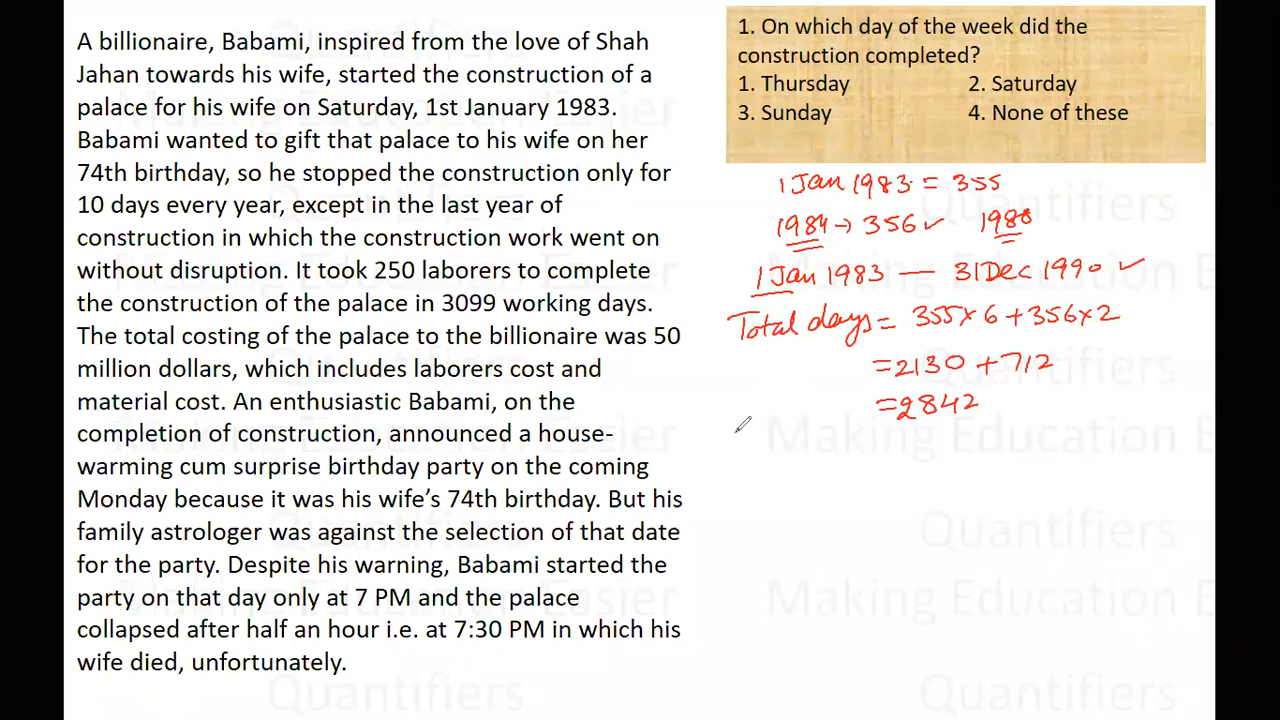 A billionaire, Babami, inspired from the love of Shah
Jahan towards his wife, started the construction of a
palace for his wife on Saturday, 1st January 1983.
Babami wanted to gift that palace to his wife on her
74th birthday, so he stopped the construction only for
10 days every year, except in the last year of
construction in which the construction work went on
without disruption. It took 250 laborers to complete
the construction of the palace in 3099 working days.
The total costing of the palace to the billionaire was 50
million dollars, which includes laborers cost and
material cost. An enthusiastic Babami, on the
completion of construction, announced a house-
warming cum surprise birthday party on the coming
Monday because it was his wife's 74th birthday. But his
family astrologer was against the selection of that date
for the party. Despite his warning, Babami started the
party on that day only at 7 PM and the palace
collapsed after half an hour i.e. at 7:30 PM in which his
wife died, unfortunately.
1. On which day of the week did the
construction completed?
1. Thursday 2. Saturday
3. Sunday 4. None of these
1 Jan 1983 = 355
1984 → 356 ✓ 1988
1 Jan 1983 — 31 Dec 1990 ✓
Total days = 355 × 6 + 356 × 2
= 2130 + 712
= 2842
Quantifiers
Making Education E
Quantifiers
Making Education E
Quantifiers
Making Education E
Quantifiers
Quantifiers